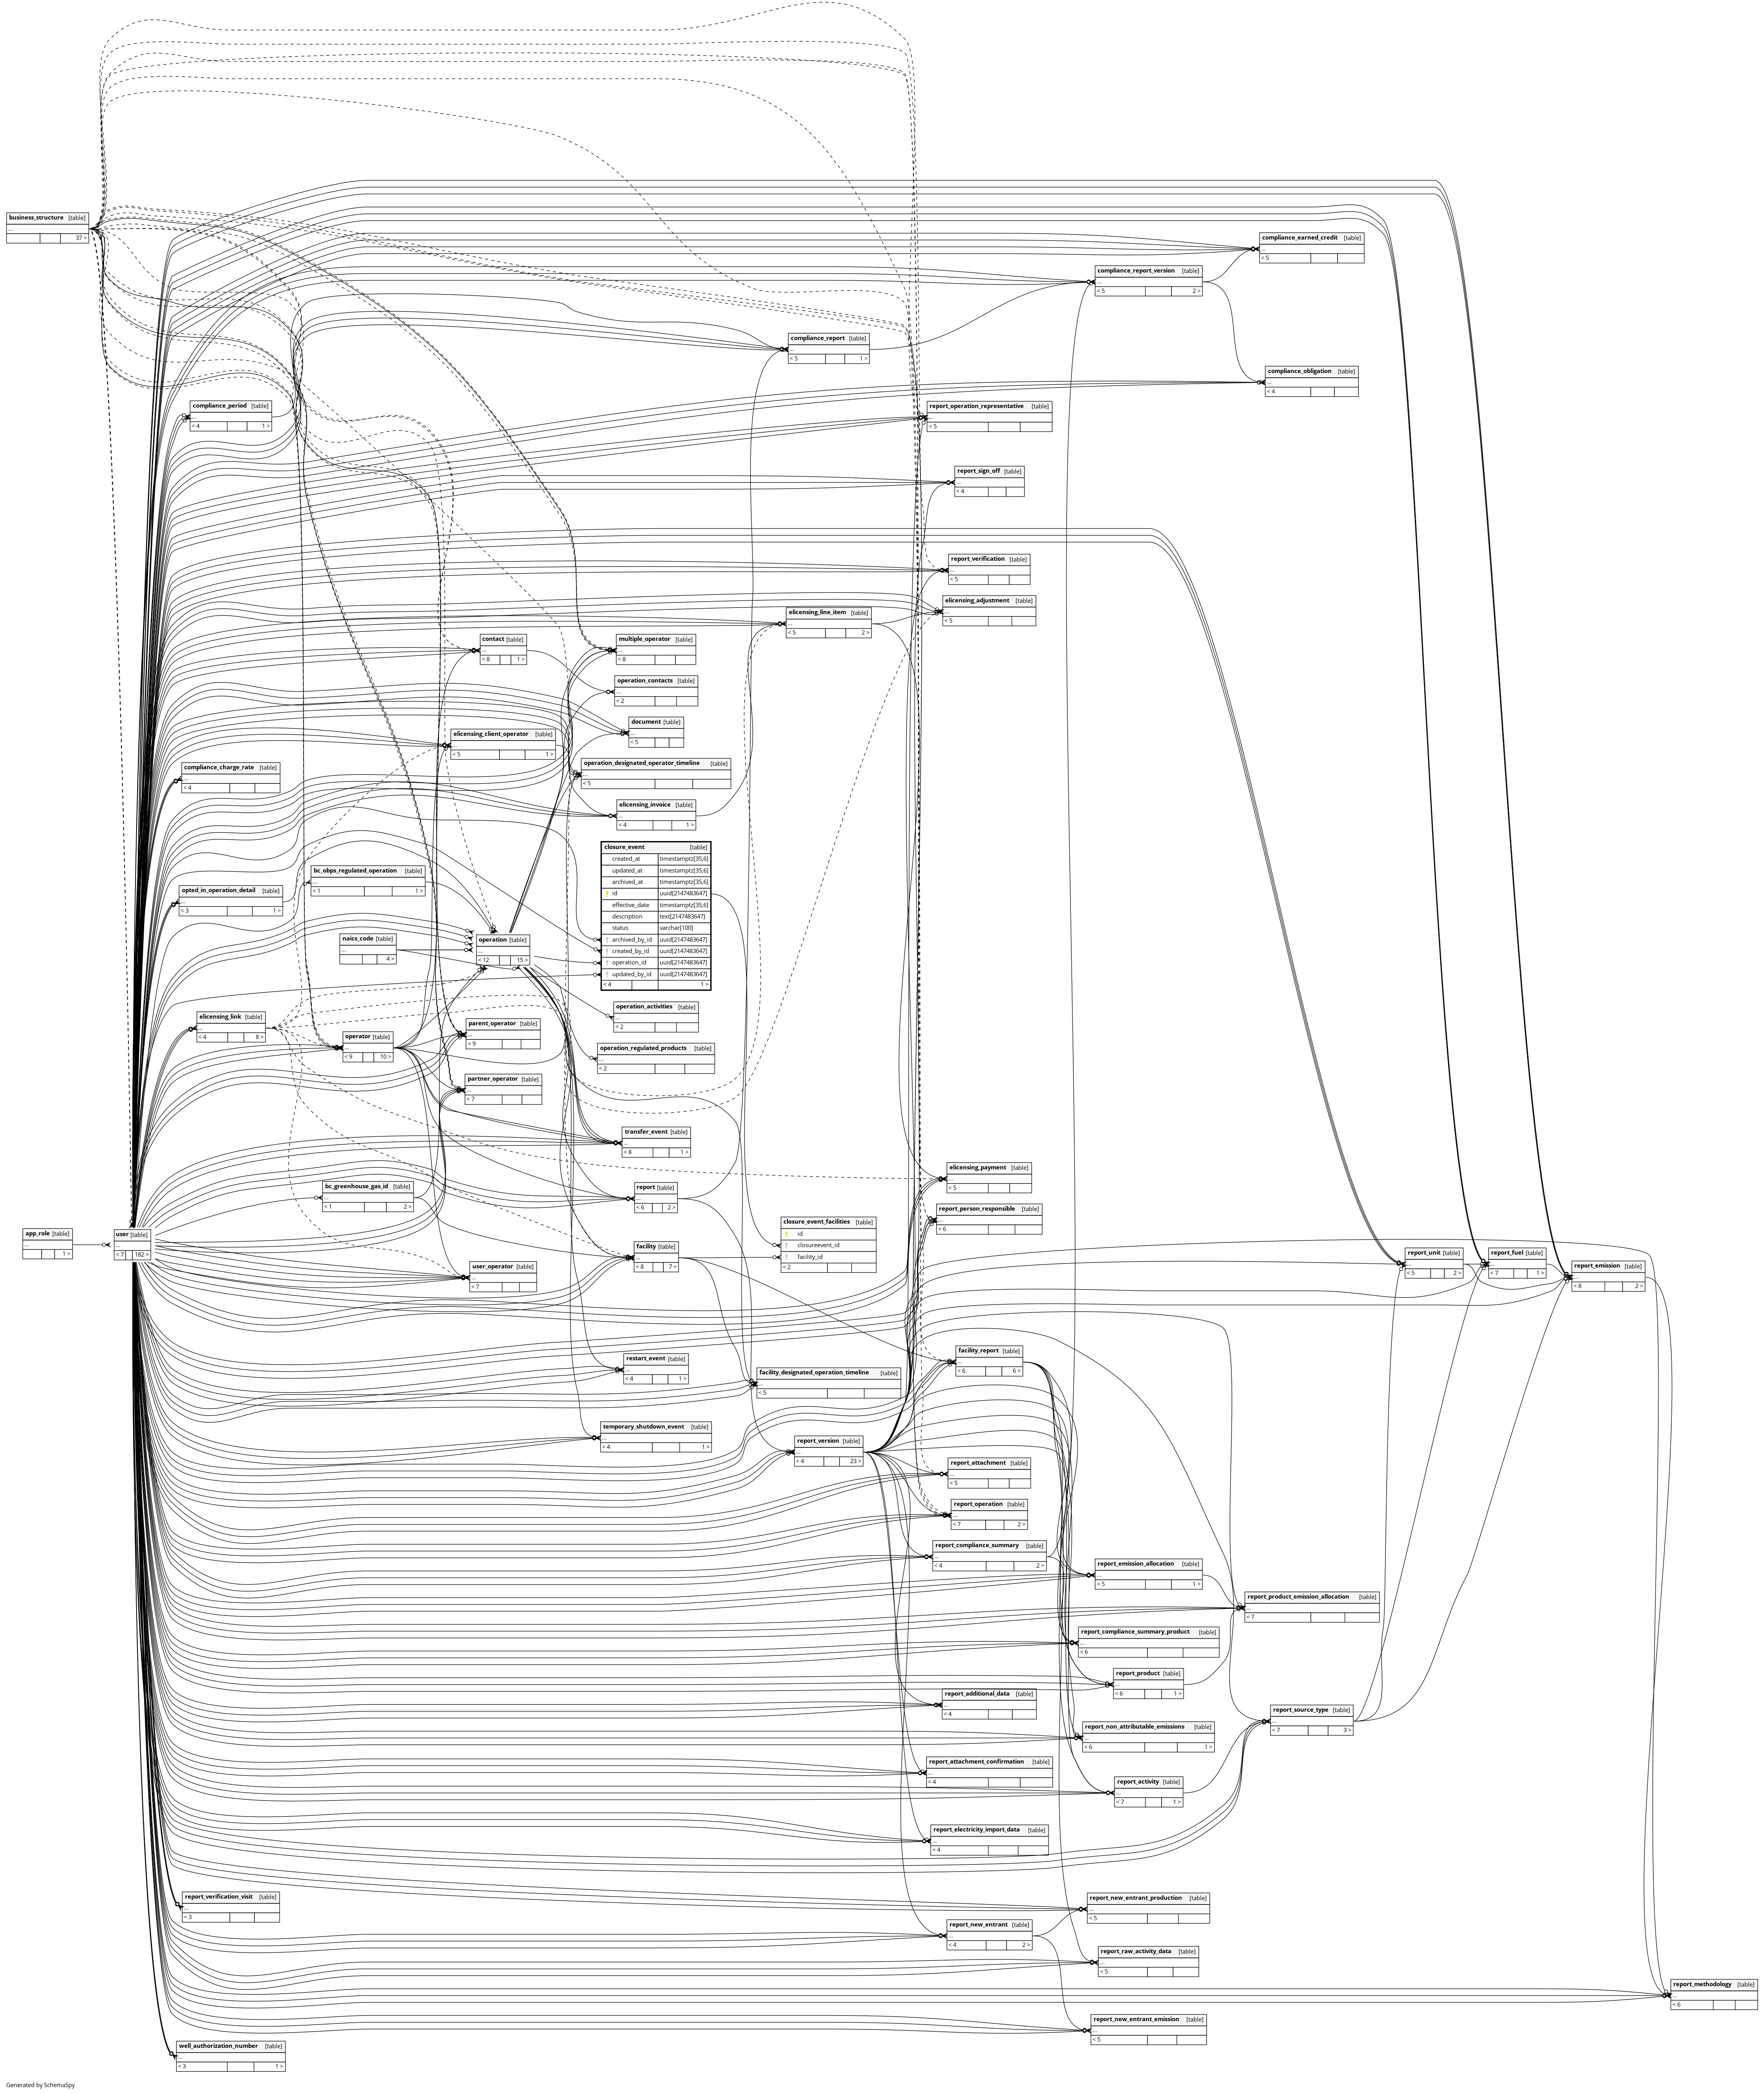 business_structure [table]
...
37 >
compliance_earned_credit [table]
...
< 5
compliance_report_version [table]
...
< 5 2 >
compliance_report [table]
...
< 5 1 >
compliance_obligation [table]
...
< 4
compliance_period [table]
...
< 4 1 >
report_operation_representative [table]
...
< 5
report_sign_off [table]
...
< 4
report_verification [table]
...
< 5
elicensing_adjustment [table]
...
< 5
elicensing_line_item [table]
...
< 5 2 >
contact [table]
...
< 8 1 >
multiple_operator [table]
...
< 8
operation_contacts [table]
...
< 2
document [table]
...
< 5
elicensing_client_operator [table]
...
< 5 1 >
operation_designated_operator_timeline [table]
...
< 5
compliance_charge_rate [table]
...
< 4
elicensing_invoice [table]
...
< 4 1 >
closure_event [table]
created_at timestamptz[35,6]
updated_at timestamptz[35,6]
archived_at timestamptz[35,6]
id uuid[2147483647]
effective_date timestamptz[35,6]
description text[2147483647]
status varchar[100]
archived_by_id uuid[2147483647]
created_by_id uuid[2147483647]
operation_id uuid[2147483647]
updated_by_id uuid[2147483647]
< 4 1 >
bc_obps_regulated_operation [table]
...
< 1 1 >
opted_in_operation_detail [table]
...
< 3 1 >
naics_code [table]
...
4 >
operation [table]
...
< 12 15 >
operation_activities [table]
...
< 2
elicensing_link [table]
...
< 4 8 >
parent_operator [table]
...
< 9
operator [table]
...
< 9 10 >
operation_regulated_products [table]
...
< 2
partner_operator [table]
...
< 7
transfer_event [table]
...
< 8 1 >
elicensing_payment [table]
...
< 5
bc_greenhouse_gas_id [table]
...
< 1 2 >
report [table]
...
< 6 2 >
report_person_responsible [table]
...
< 6
closure_event_facilities [table]
id
closureevent_id
facility_id
< 2
app_role [table]
...
1 >
user [table]
...
< 7 182 >
facility [table]
...
< 8 7 >
user_operator [table]
...
< 7
report_unit [table]
...
< 5 2 >
report_fuel [table]
...
< 7 1 >
report_emission [table]
...
< 8 2 >
facility_report [table]
...
< 6 6 >
restart_event [table]
...
< 4 1 >
facility_designated_operation_timeline [table]
...
< 5
temporary_shutdown_event [table]
...
< 4 1 >
report_version [table]
...
< 4 23 >
report_attachment [table]
...
< 5
report_operation [table]
...
< 7 2 >
report_compliance_summary [table]
...
< 4 2 >
report_emission_allocation [table]
...
< 5 1 >
report_product_emission_allocation [table]
...
< 7
report_compliance_summary_product [table]
...
< 6
report_product [table]
...
< 6 1 >
report_additional_data [table]
...
< 4
report_source_type [table]
...
< 7 3 >
report_non_attributable_emissions [table]
...
< 6 1 >
report_attachment_confirmation [table]
...
< 4
report_activity [table]
...
< 7 1 >
report_electricity_import_data [table]
...
< 4
report_verification_visit [table]
...
< 3
report_new_entrant_production [table]
...
< 5
report_new_entrant [table]
...
< 4 2 >
report_raw_activity_data [table]
...
< 5
report_methodology [table]
...
< 6
report_new_entrant_emission [table]
...
< 5
well_authorization_number [table]
...
< 3 1 >
Generated by SchemaSpy